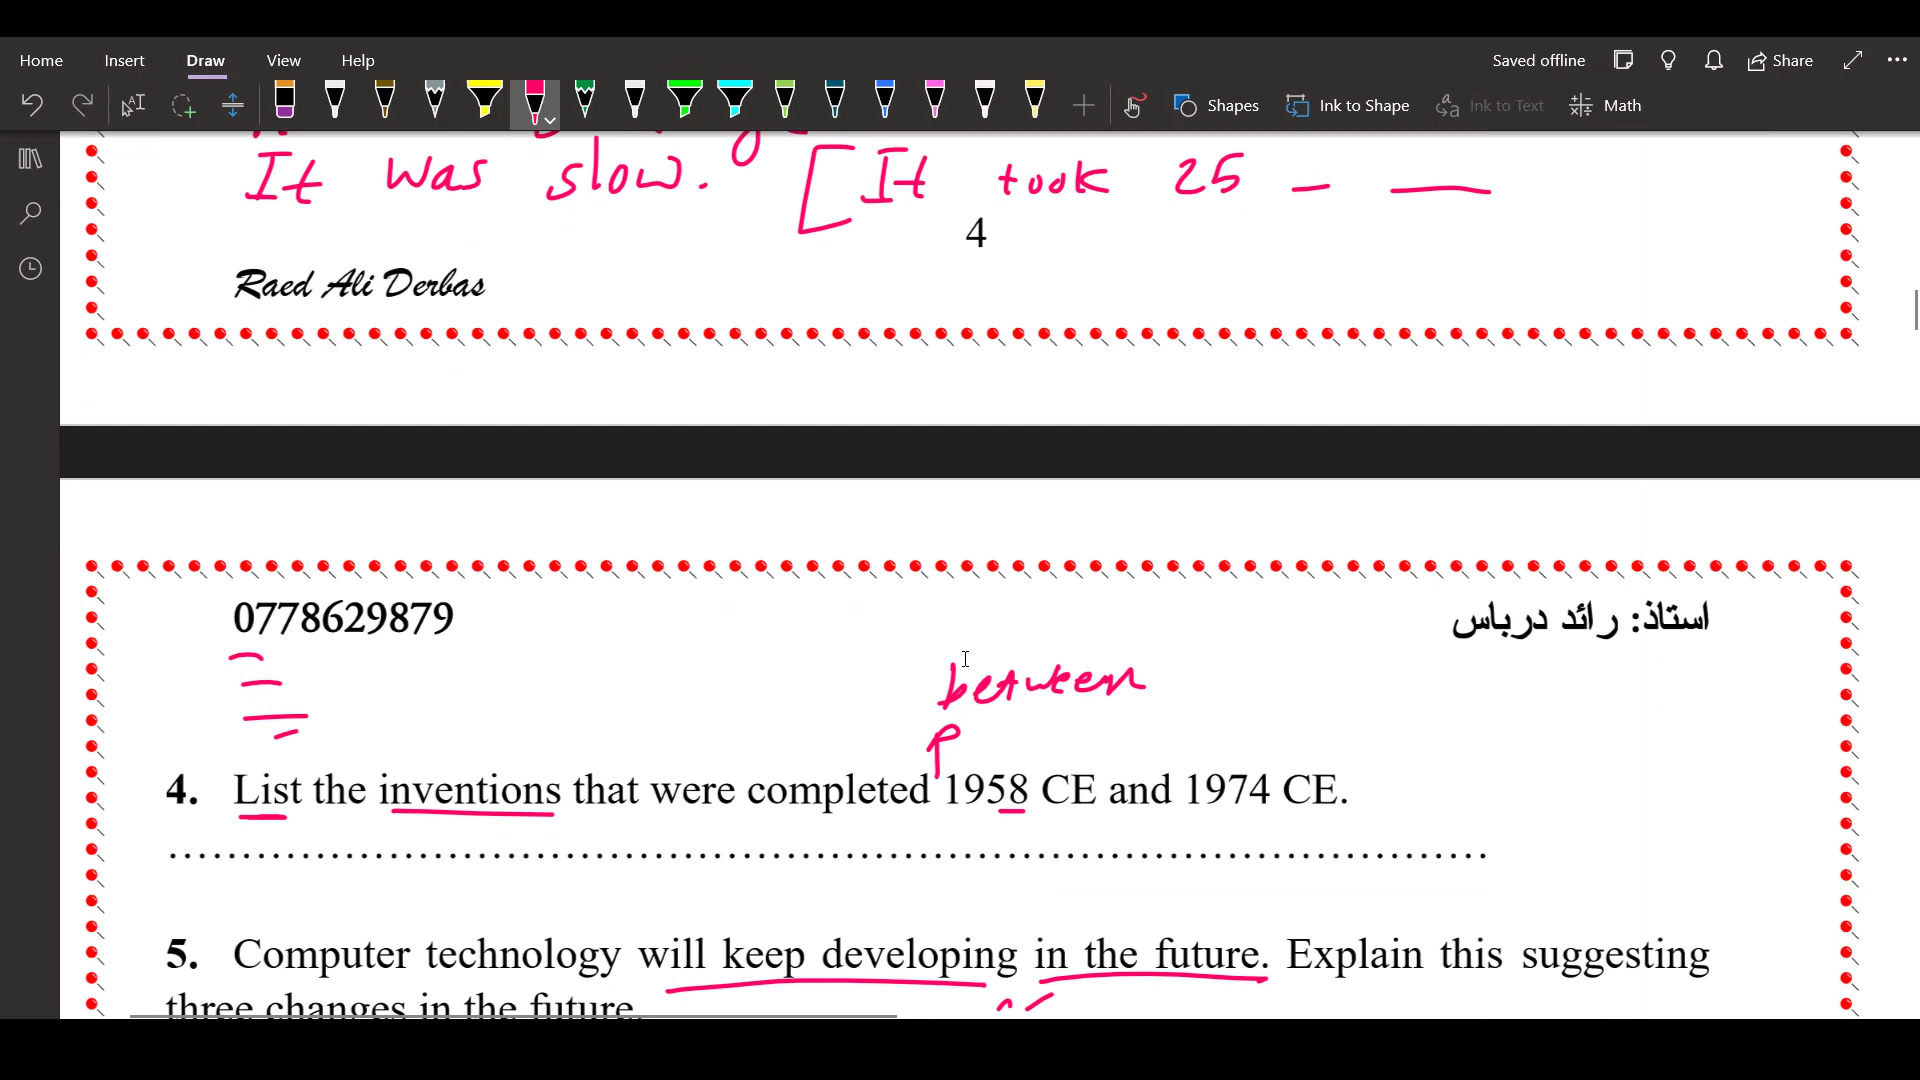 Home Insert Draw View Help Saved offline Share
Shapes Ink to Shape Ink to Text Math
It was slow. [It took 25
4
Raed Ali Derbas
0778629879 استاذ: رائد درباس
between
4. List the inventions that were completed 1958 CE and 1974 CE.
5. Computer technology will keep developing in the future. Explain this suggesting
three changes in the future.